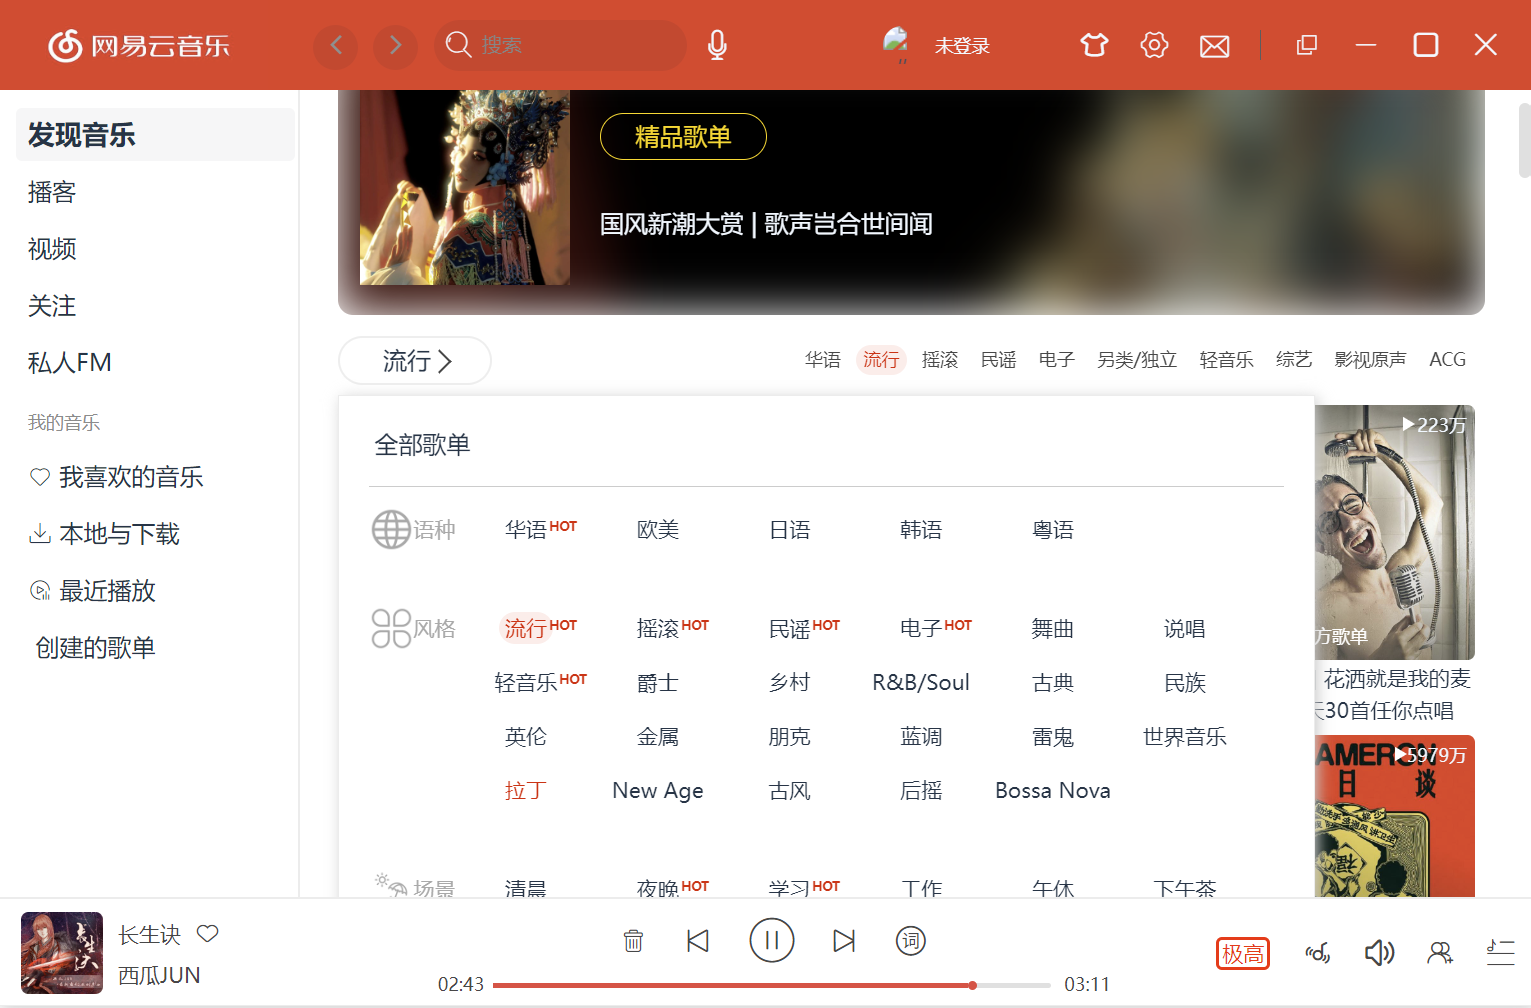 网易云音乐
搜索
未登录
发现音乐
播客
视频
关注
私人FM
我的音乐
我喜欢的音乐
本地与下载
最近播放
创建的歌单
精品歌单
国风新潮大赏 | 歌声岂合世间闻
流行
华语 流行 摇滚 民谣 电子 另类/独立 轻音乐 综艺 影视原声 ACG
全部歌单
语种 华语HOT 欧美 日语 韩语 粤语
风格 流行HOT 摇滚HOT 民谣HOT 电子HOT 舞曲 说唱
轻音乐HOT 爵士 乡村 R&B/Soul 古典 民族
英伦 金属 朋克 蓝调 雷鬼 世界音乐
拉丁 New Age 古风 后摇 Bossa Nova
场景 清晨 夜晚HOT 学习HOT 工作 午休 下午茶
223万
方歌单
花洒就是我的麦
天30首任你点唱
AMERON
5979万
日谈
福
长生诀
长生诀
西瓜JUN
词
02:43
03:11
极高